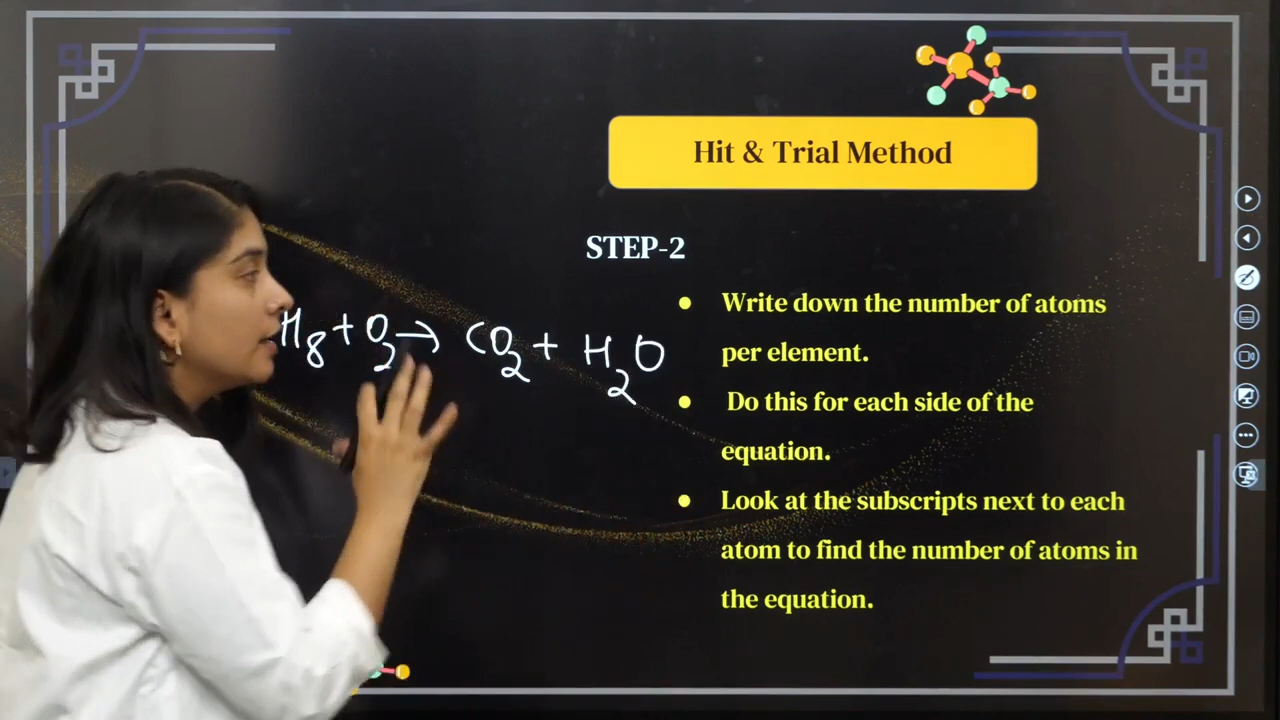 Hit & Trial Method
STEP-2
H8 + O2 → CO2 + H2O
● Write down the number of atoms
per element.
● Do this for each side of the
equation.
● Look at the subscripts next to each
atom to find the number of atoms in
the equation.